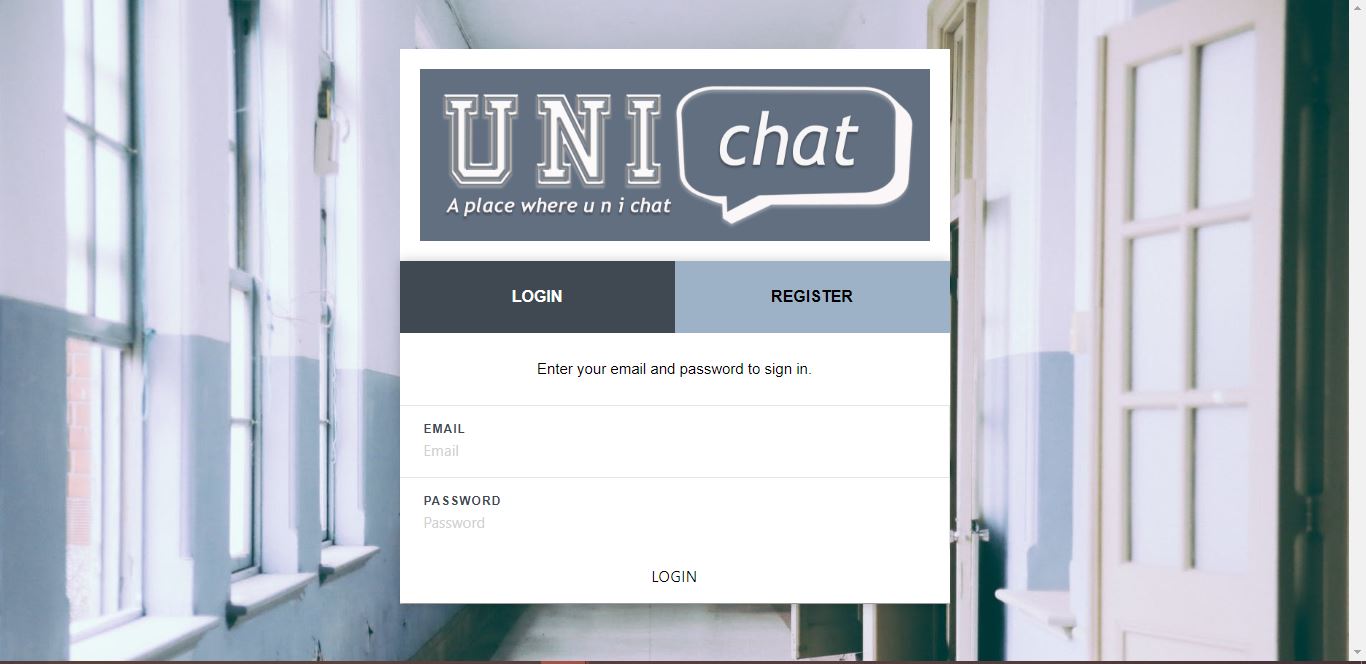 UNI chat
A place where u n i chat
LOGIN REGISTER
Enter your email and password to sign in.
EMAIL
Email
PASSWORD
Password
LOGIN